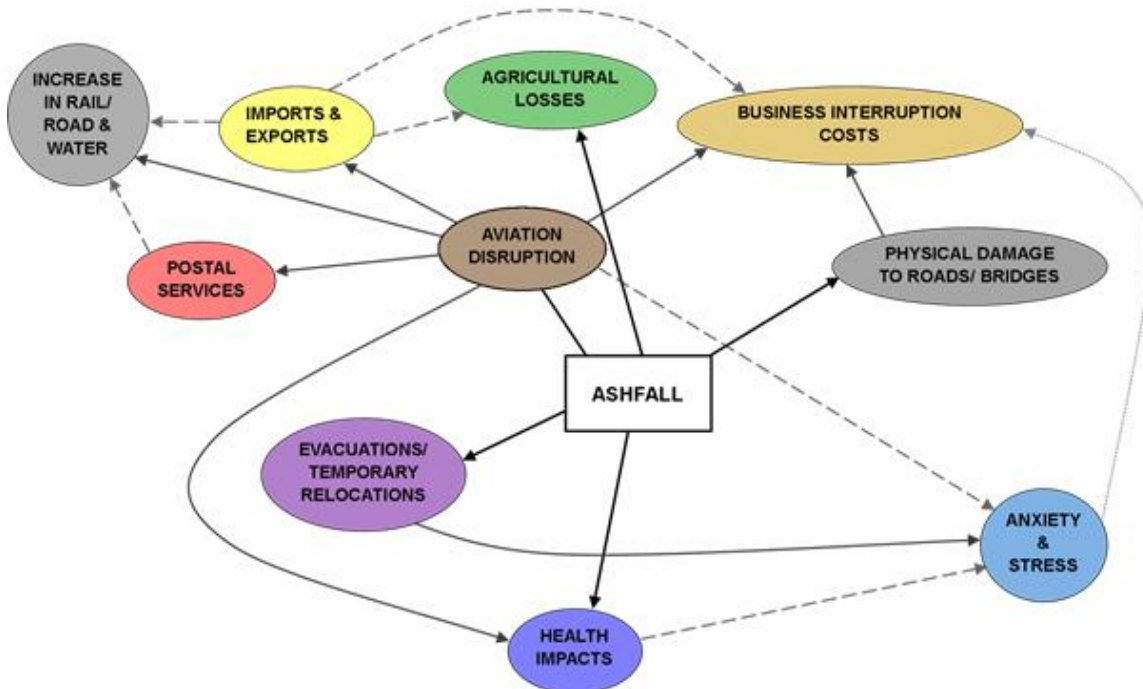 INCREASE
IN RAIL/
ROAD &
WATER
IMPORTS &
EXPORTS
AGRICULTURAL
LOSSES
BUSINESS INTERRUPTION
COSTS
AVIATION
DISRUPTION
POSTAL
SERVICES
PHYSICAL DAMAGE
TO ROADS/ BRIDGES
ASHFALL
EVACUATIONS/
TEMPORARY
RELOCATIONS
ANXIETY
&
STRESS
HEALTH
IMPACTS